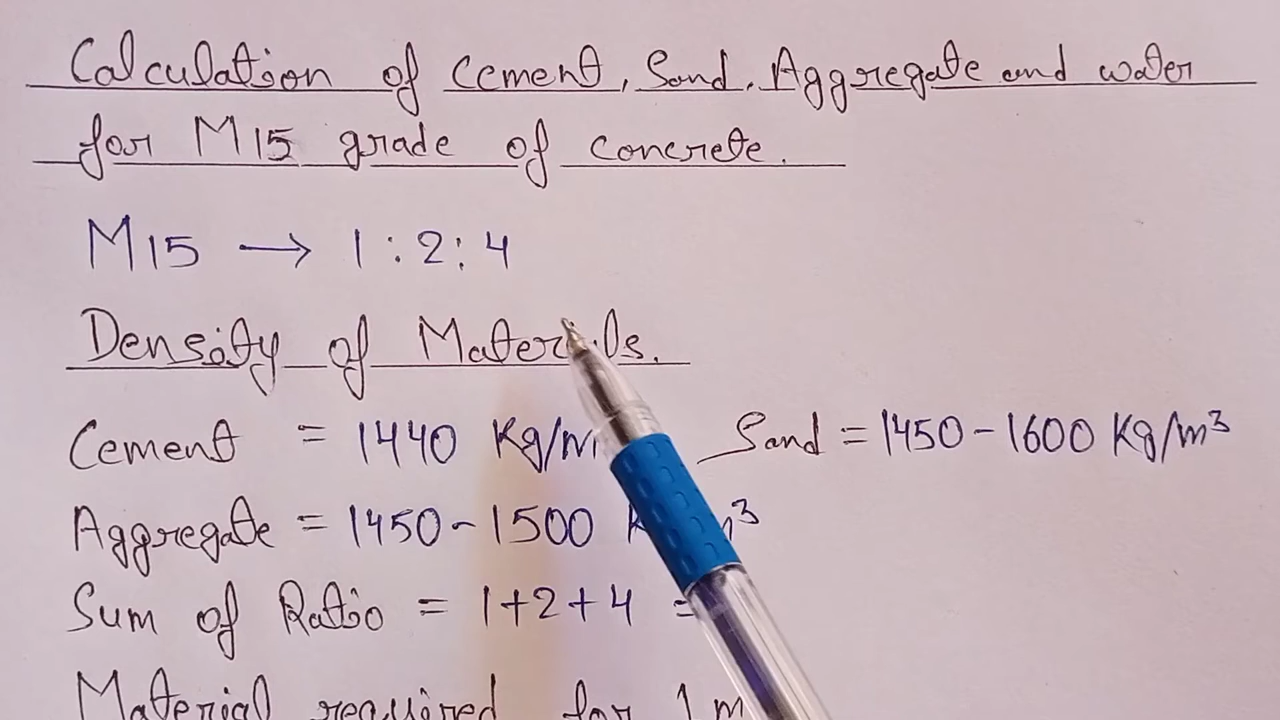 Calculation of Cement, Sand, Aggregate and water
for M15 grade of concrete.
M15 → 1:2:4
Density of Materials.
Cement = 1440 Kg/m Sand = 1450-1600 Kg/m³
Aggregate = 1450-1500 K m³
Sum of Ratio = 1+2+4 =
Material required for 1m